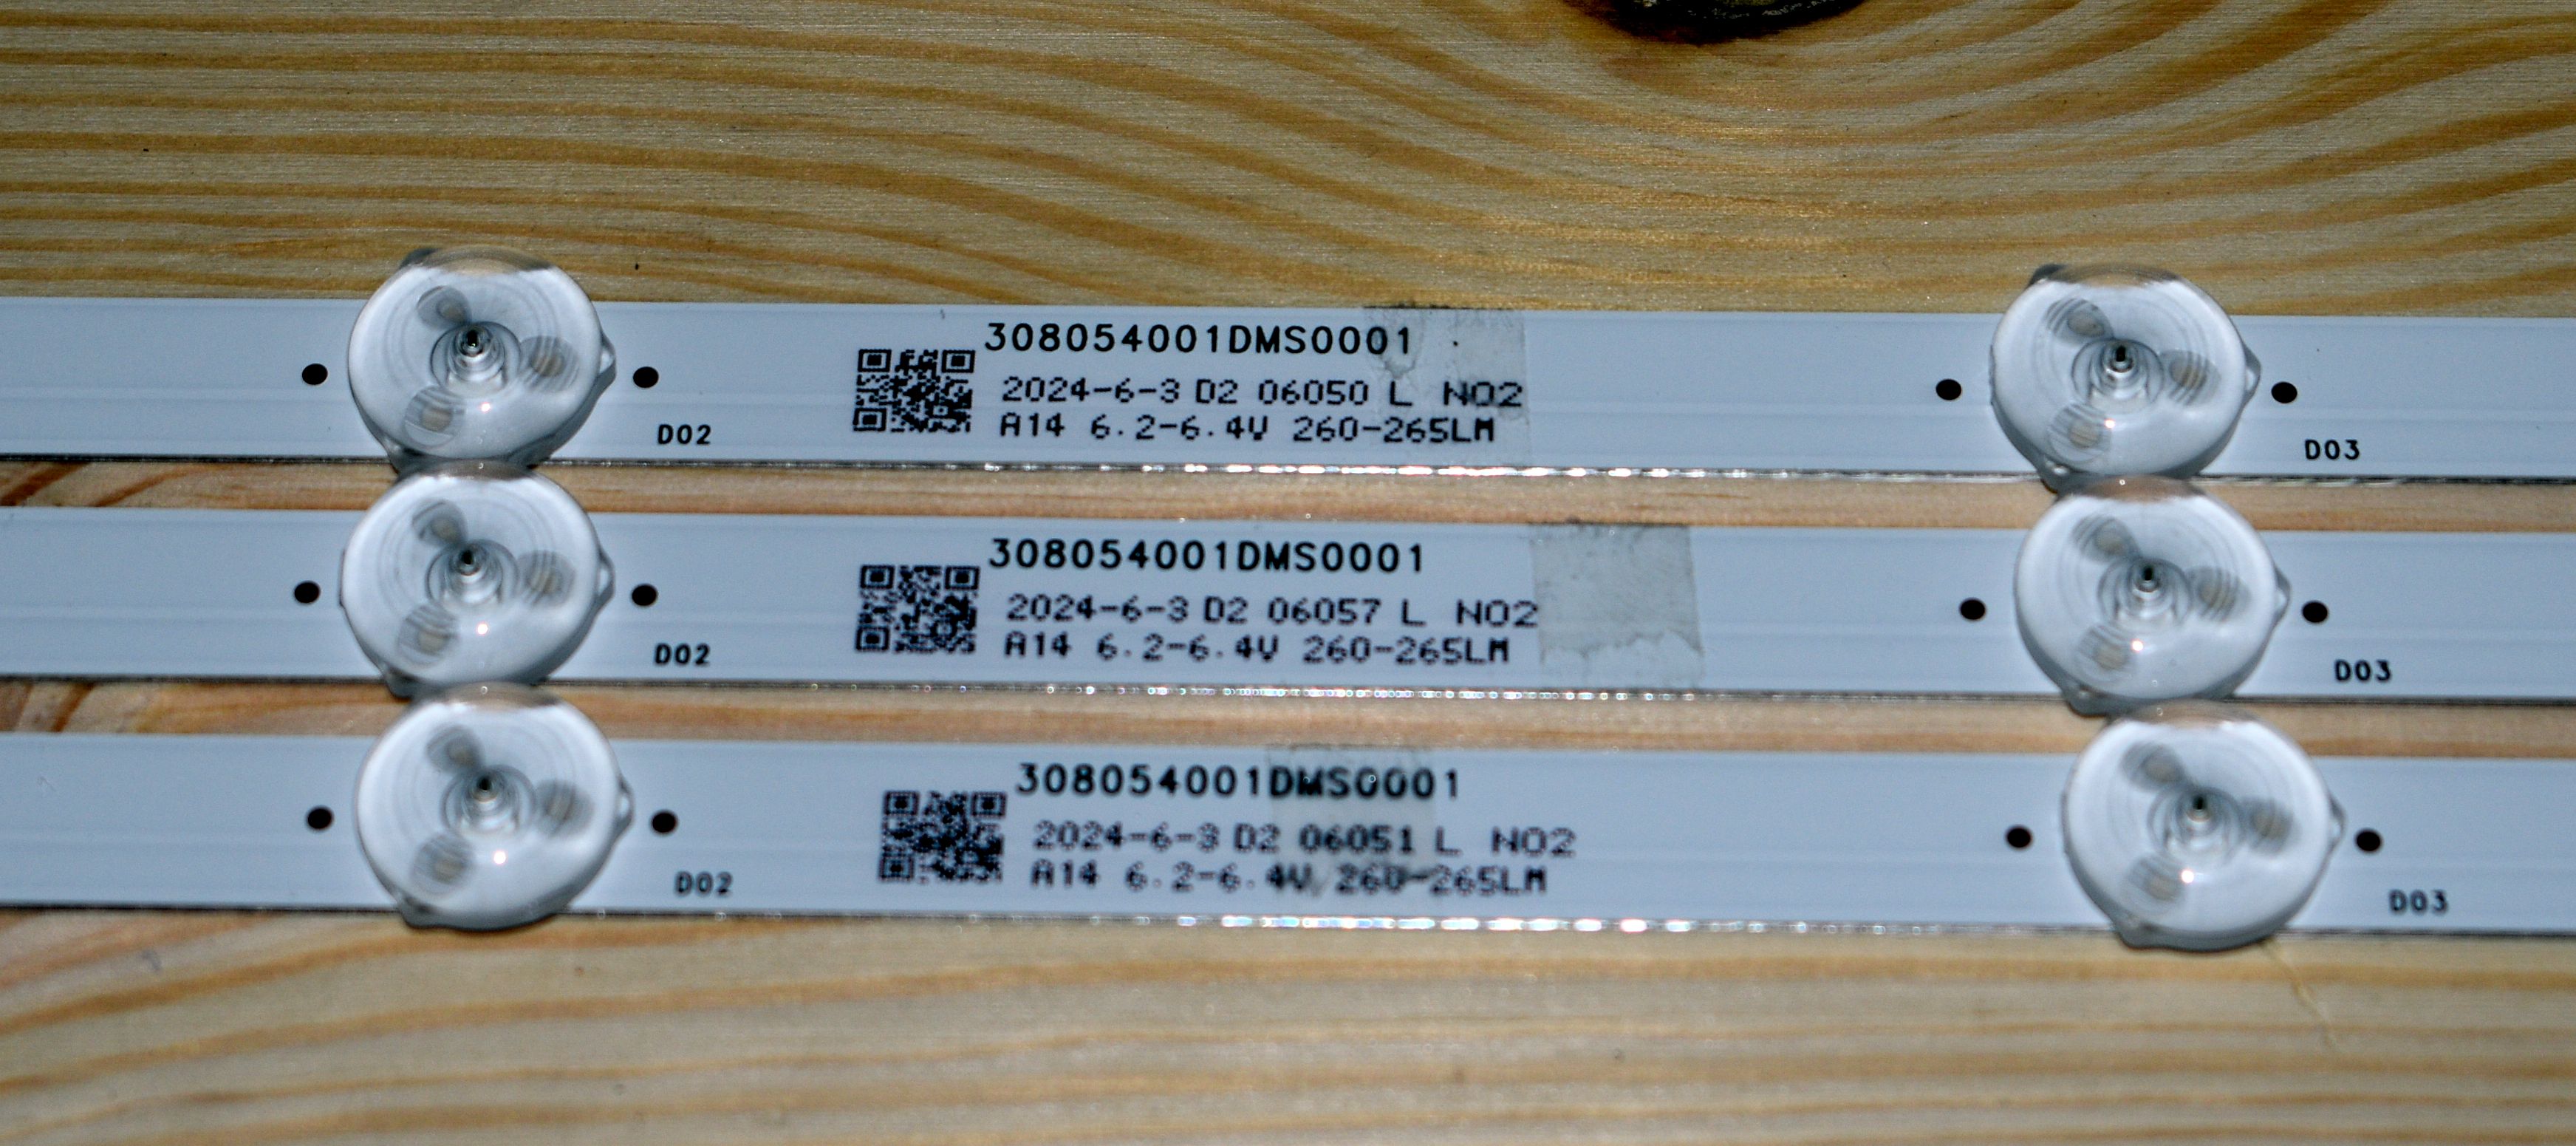 308054001DMS0001
2024-6-3 D2 06050 L NO2
A14 6.2-6.4V 260-265LM
D02
D03
308054001DMS0001
2024-6-3 D2 06057 L NO2
A14 6.2-6.4V 260-265LM
D02
D03
308054001DMS0001
2024-6-3 D2 06051 L NO2
A14 6.2-6.4V 260-265LM
D02
D03